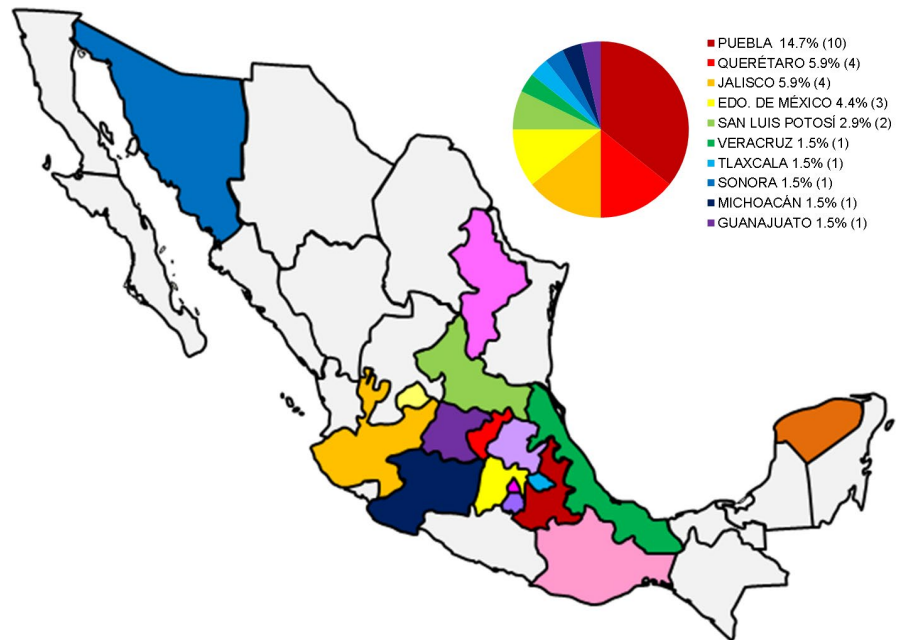 PUEBLA 14.7% (10)
QUERÉTARO 5.9% (4)
JALISCO 5.9% (4)
EDO. DE MÉXICO 4.4% (3)
SAN LUIS POTOSÍ 2.9% (2)
VERACRUZ 1.5% (1)
TLAXCALA 1.5% (1)
SONORA 1.5% (1)
MICHOACÁN 1.5% (1)
GUANAJUATO 1.5% (1)